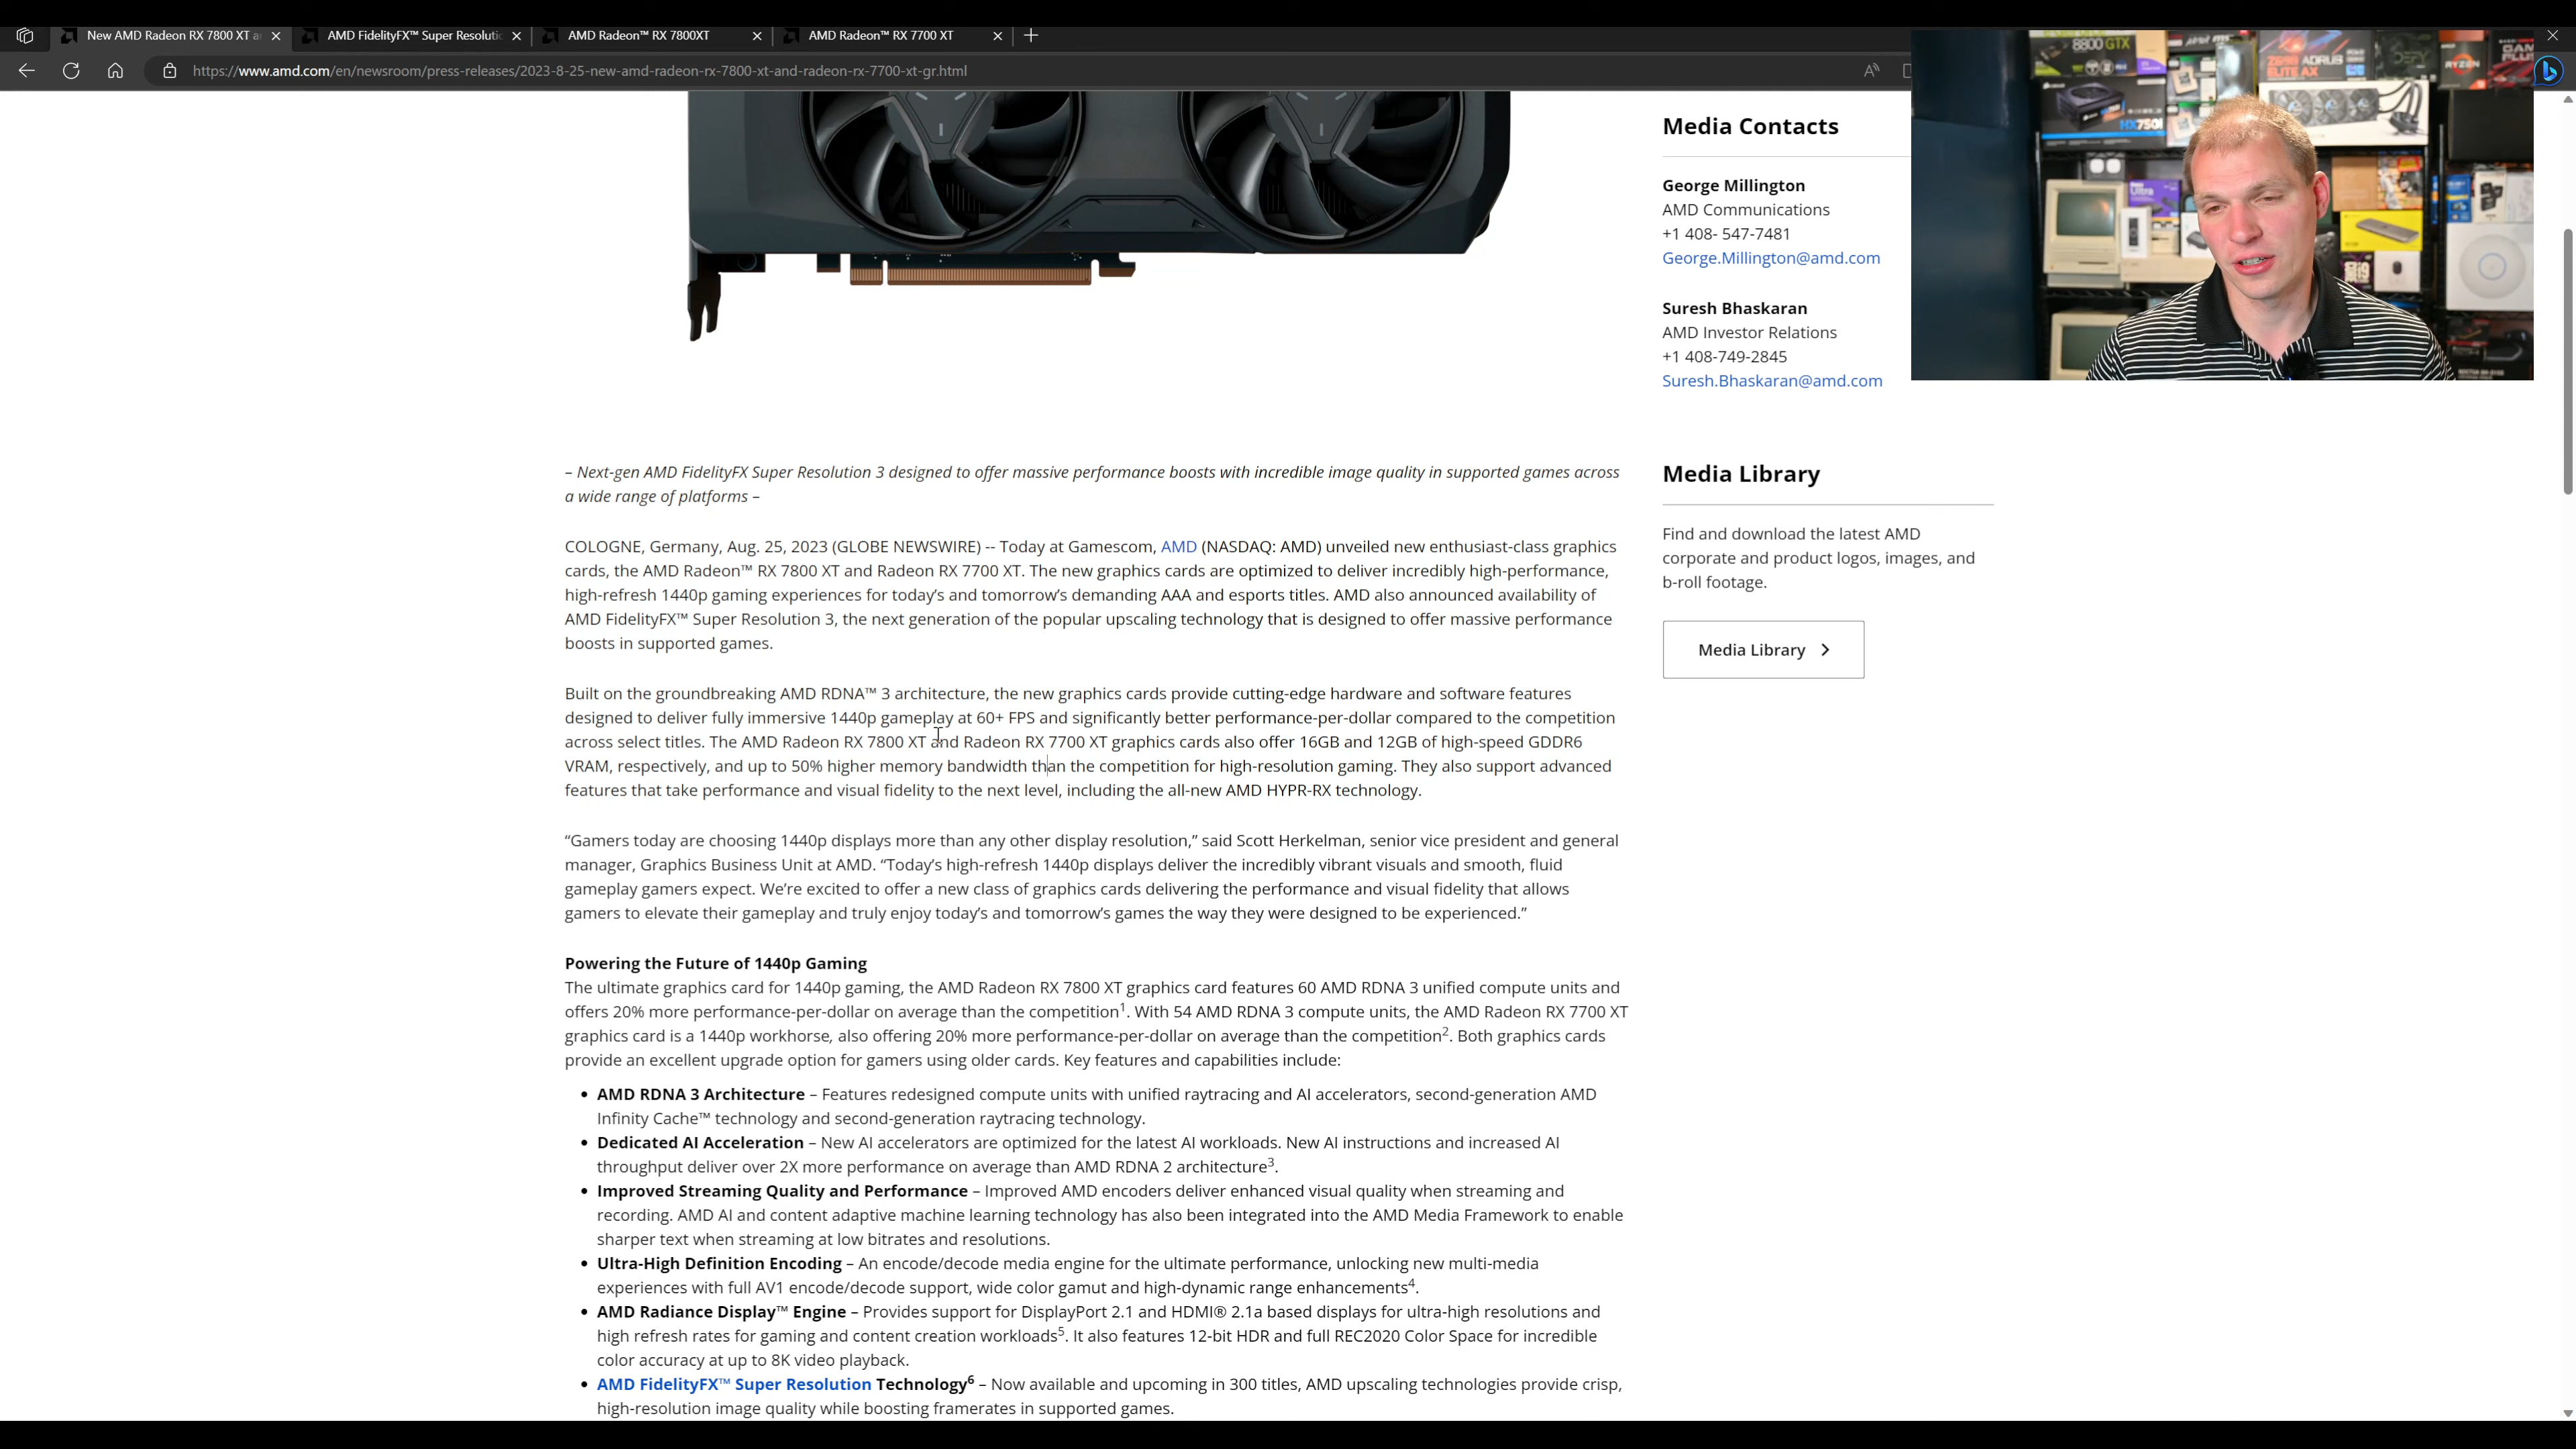 New AMD Radeon RX 7800 XT a
AMD FidelityFX™ Super Resoluti
AMD Radeon™ RX 7800XT
AMD Radeon™ RX 7700 XT
https://www.amd.com/en/newsroom/press-releases/2023-8-25-new-amd-radeon-rx-7800-xt-and-radeon-rx-7700-xt-gr.html
8800 GTX
Z690 AORUS
ELITE AX
RYZEN
HX750i
Ultra
Media Contacts
George Millington
AMD Communications
+1 408- 547-7481
George.Millington@amd.com
Suresh Bhaskaran
AMD Investor Relations
+1 408-749-2845
Suresh.Bhaskaran@amd.com
– Next-gen AMD FidelityFX Super Resolution 3 designed to offer massive performance boosts with incredible image quality in supported games across
a wide range of platforms –
COLOGNE, Germany, Aug. 25, 2023 (GLOBE NEWSWIRE) -- Today at Gamescom, AMD (NASDAQ: AMD) unveiled new enthusiast-class graphics
cards, the AMD Radeon™ RX 7800 XT and Radeon RX 7700 XT. The new graphics cards are optimized to deliver incredibly high-performance,
high-refresh 1440p gaming experiences for today’s and tomorrow’s demanding AAA and esports titles. AMD also announced availability of
AMD FidelityFX™ Super Resolution 3, the next generation of the popular upscaling technology that is designed to offer massive performance
boosts in supported games.
Built on the groundbreaking AMD RDNA™ 3 architecture, the new graphics cards provide cutting-edge hardware and software features
designed to deliver fully immersive 1440p gameplay at 60+ FPS and significantly better performance-per-dollar compared to the competition
across select titles. The AMD Radeon RX 7800 XT and Radeon RX 7700 XT graphics cards also offer 16GB and 12GB of high-speed GDDR6
VRAM, respectively, and up to 50% higher memory bandwidth than the competition for high-resolution gaming. They also support advanced
features that take performance and visual fidelity to the next level, including the all-new AMD HYPR-RX technology.
“Gamers today are choosing 1440p displays more than any other display resolution,” said Scott Herkelman, senior vice president and general
manager, Graphics Business Unit at AMD. “Today’s high-refresh 1440p displays deliver the incredibly vibrant visuals and smooth, fluid
gameplay gamers expect. We’re excited to offer a new class of graphics cards delivering the performance and visual fidelity that allows
gamers to elevate their gameplay and truly enjoy today’s and tomorrow’s games the way they were designed to be experienced.”
Powering the Future of 1440p Gaming
The ultimate graphics card for 1440p gaming, the AMD Radeon RX 7800 XT graphics card features 60 AMD RDNA 3 unified compute units and
offers 20% more performance-per-dollar on average than the competition1. With 54 AMD RDNA 3 compute units, the AMD Radeon RX 7700 XT
graphics card is a 1440p workhorse, also offering 20% more performance-per-dollar on average than the competition2. Both graphics cards
provide an excellent upgrade option for gamers using older cards. Key features and capabilities include:
• AMD RDNA 3 Architecture – Features redesigned compute units with unified raytracing and AI accelerators, second-generation AMD
Infinity Cache™ technology and second-generation raytracing technology.
• Dedicated AI Acceleration – New AI accelerators are optimized for the latest AI workloads. New AI instructions and increased AI
throughput deliver over 2X more performance on average than AMD RDNA 2 architecture3.
• Improved Streaming Quality and Performance – Improved AMD encoders deliver enhanced visual quality when streaming and
recording. AMD AI and content adaptive machine learning technology has also been integrated into the AMD Media Framework to enable
sharper text when streaming at low bitrates and resolutions.
• Ultra-High Definition Encoding – An encode/decode media engine for the ultimate performance, unlocking new multi-media
experiences with full AV1 encode/decode support, wide color gamut and high-dynamic range enhancements4.
• AMD Radiance Display™ Engine – Provides support for DisplayPort 2.1 and HDMI® 2.1a based displays for ultra-high resolutions and
high refresh rates for gaming and content creation workloads5. It also features 12-bit HDR and full REC2020 Color Space for incredible
color accuracy at up to 8K video playback.
• AMD FidelityFX™ Super Resolution Technology6 – Now available and upcoming in 300 titles, AMD upscaling technologies provide crisp,
high-resolution image quality while boosting framerates in supported games.
Media Library
Find and download the latest AMD
corporate and product logos, images, and
b-roll footage.
Media Library